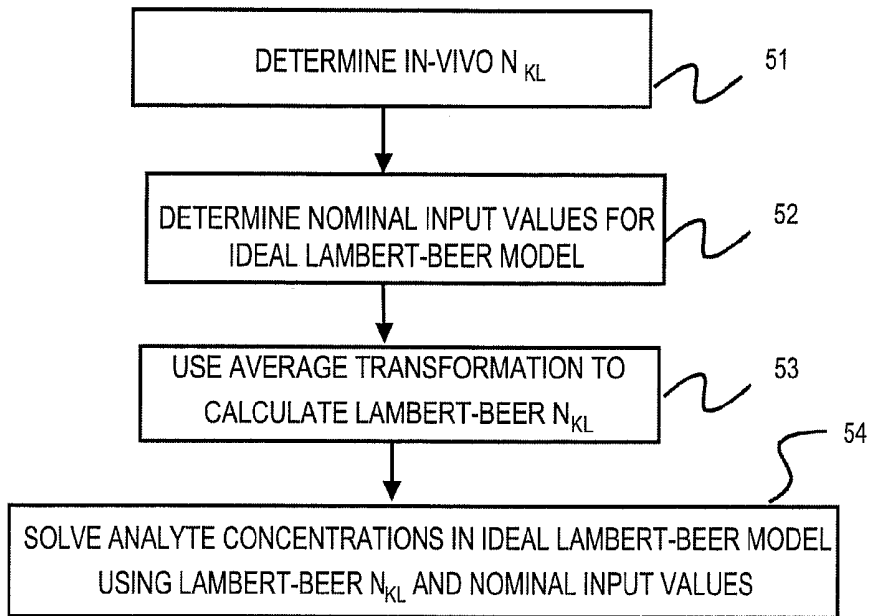 DETERMINE IN-VIVO N KL
51
DETERMINE NOMINAL INPUT VALUES FOR
IDEAL LAMBERT-BEER MODEL
52
USE AVERAGE TRANSFORMATION TO
CALCULATE LAMBERT-BEER NKL
53
54
SOLVE ANALYTE CONCENTRATIONS IN IDEAL LAMBERT-BEER MODEL
USING LAMBERT-BEER NKL AND NOMINAL INPUT VALUES